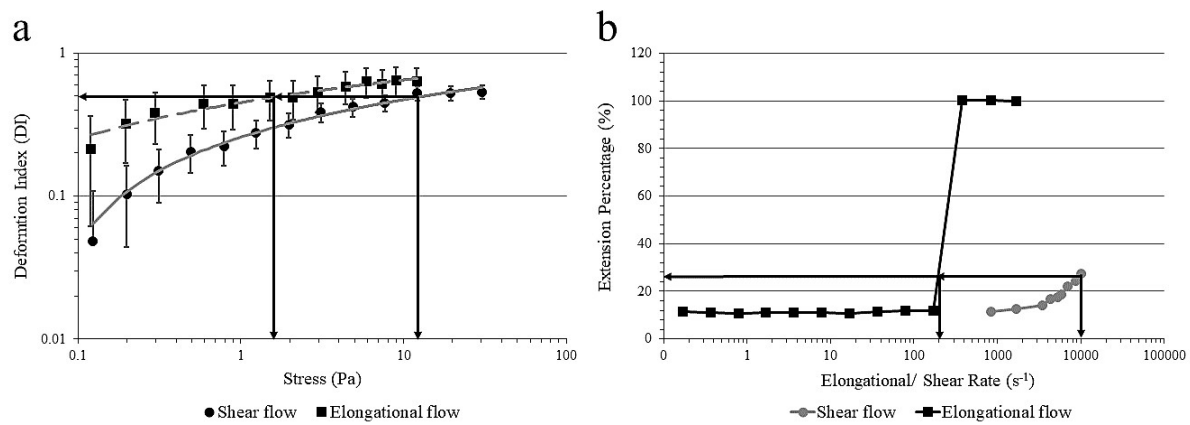 a
1
0.1
0.01
Deformtion Index (DI)
0.1
1
10
100
Stress (Pa)
Shear flow
Elongational flow
b
120
100
80
60
40
20
0
Extension Percentage (%)
0
1
10
100
1000
10000
100000
Elongational/ Shear Rate (s⁻¹)
Shear flow
Elongational flow